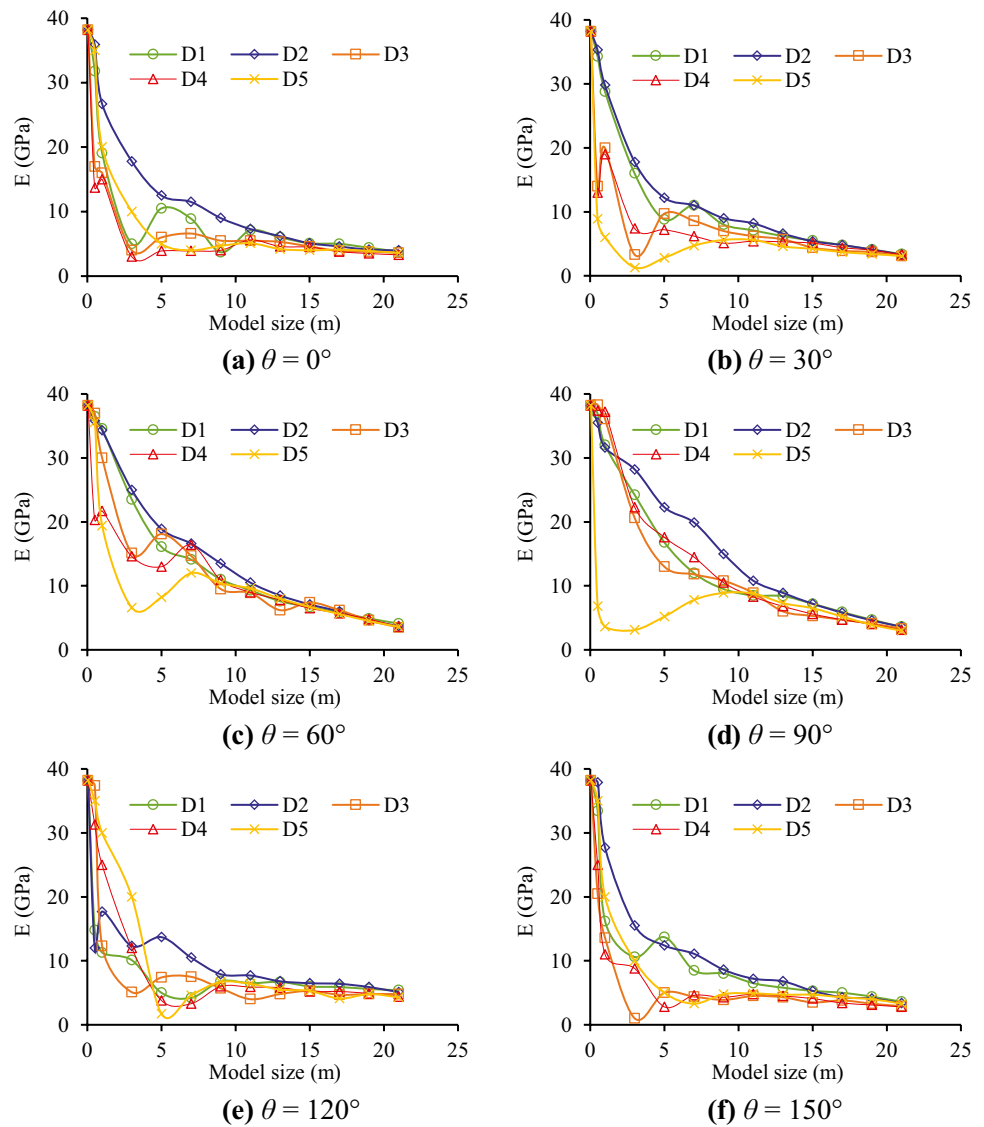 40
30
20
10
0
E (GPa)
D1 D2 D3
D4 D5
0 5 10 15 20 25
Model size (m)
(a) θ = 0°
40
30
20
10
0
E (GPa)
D1 D2 D3
D4 D5
0 5 10 15 20 25
Model size (m)
(b) θ = 30°
40
30
20
10
0
E (GPa)
D1 D2 D3
D4 D5
0 5 10 15 20 25
Model size (m)
(c) θ = 60°
40
30
20
10
0
E (GPa)
D1 D2 D3
D4 D5
0 5 10 15 20 25
Model size (m)
(d) θ = 90°
40
30
20
10
0
E (GPa)
D1 D2 D3
D4 D5
0 5 10 15 20 25
Model size (m)
(e) θ = 120°
40
30
20
10
0
E (GPa)
D1 D2 D3
D4 D5
0 5 10 15 20 25
Model size (m)
(f) θ = 150°